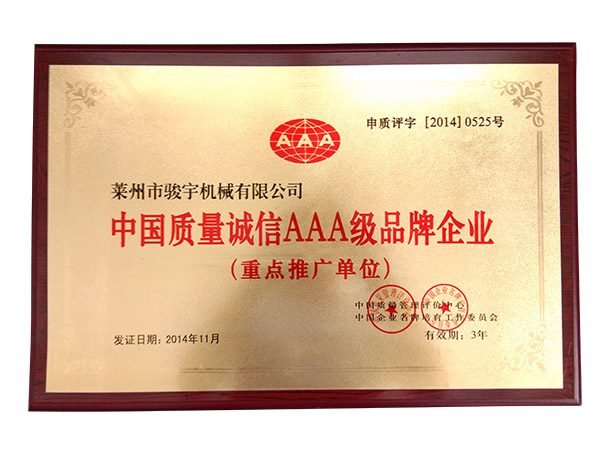 AAA
申质评字 [2014] 0525号
莱州市骏宇机械有限公司
中国质量诚信AAA级品牌企业
(重点推广单位)
中国质量管理评价中心
中国企业名牌培育工作委员会
发证日期: 2014年11月
有效期: 3年